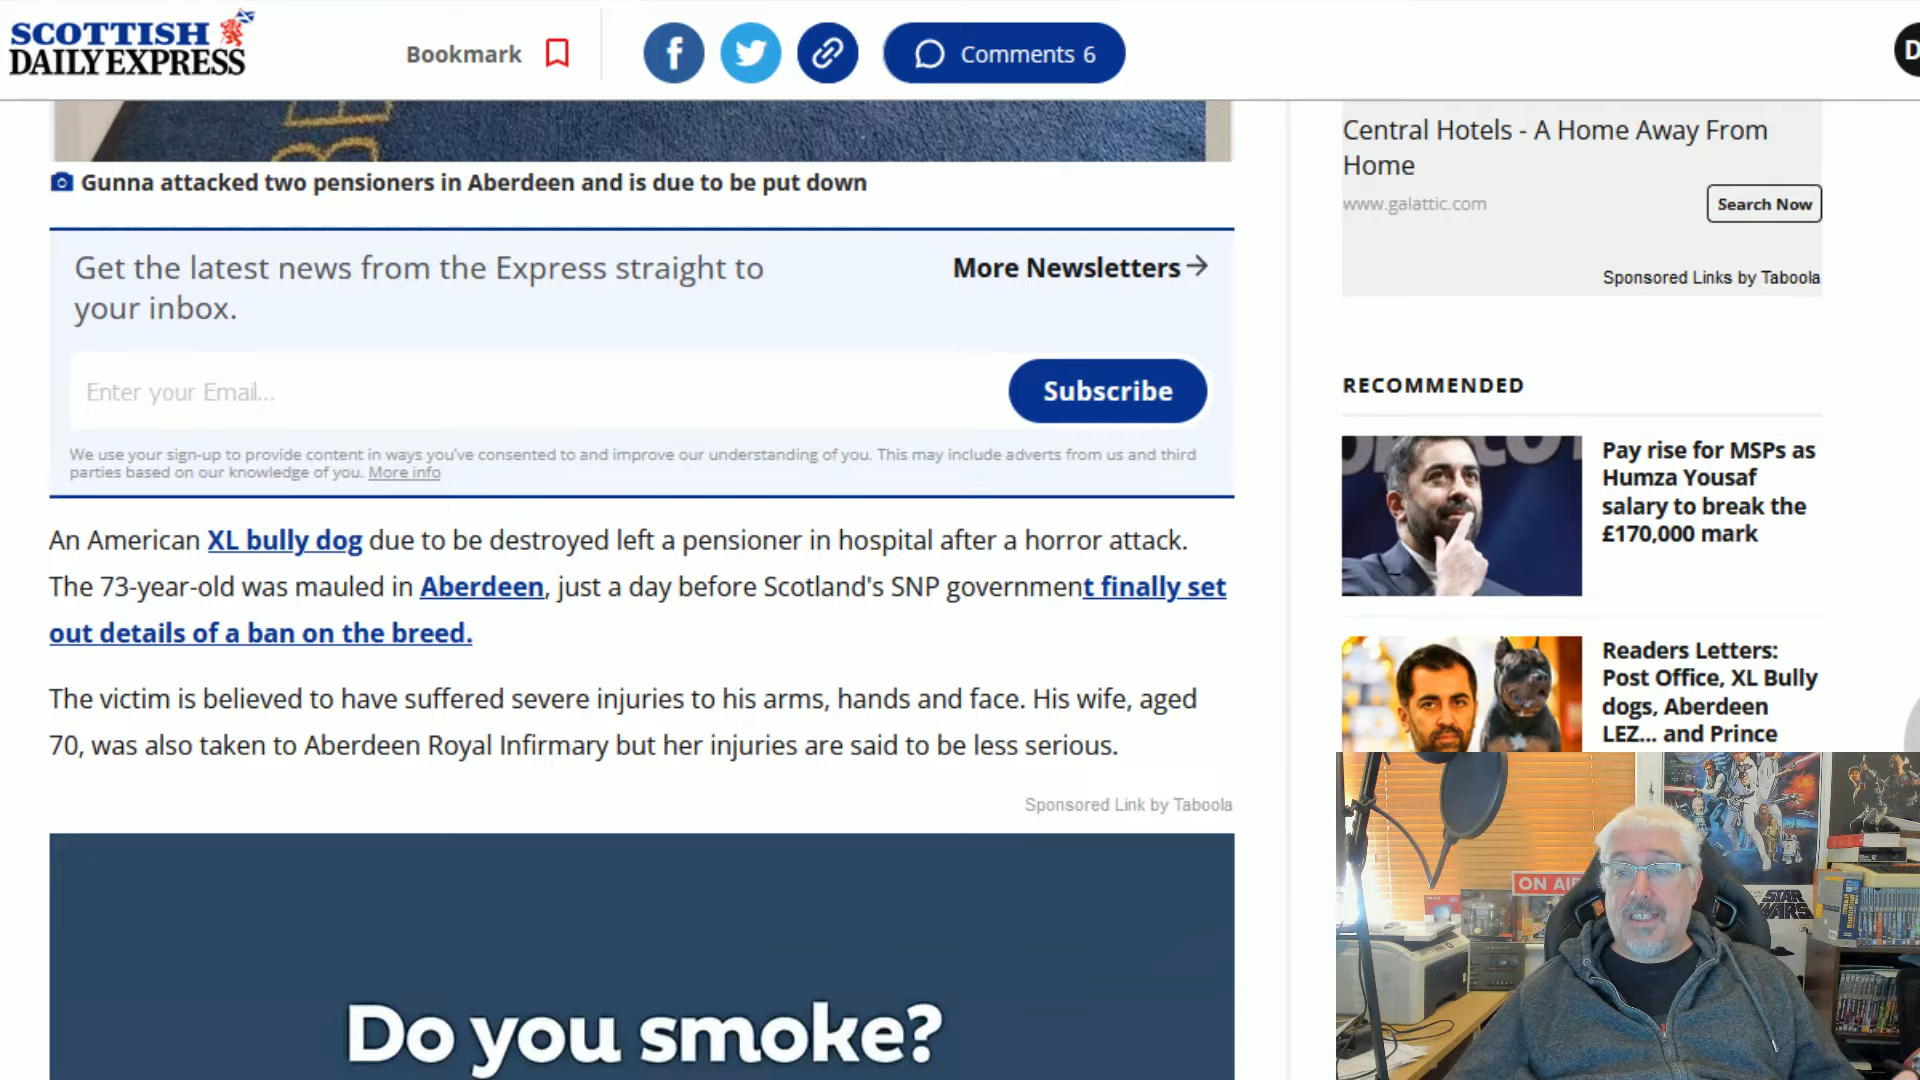 SCOTTISH
DAILY EXPRESS
Bookmark
Comments 6
D
BE
Gunna attacked two pensioners in Aberdeen and is due to be put down
Get the latest news from the Express straight to
your inbox.
More Newsletters
Enter your Email...
Subscribe
We use your sign-up to provide content in ways you've consented to and improve our understanding of you. This may include adverts from us and third
parties based on our knowledge of you. More info
An American XL bully dog due to be destroyed left a pensioner in hospital after a horror attack.
The 73-year-old was mauled in Aberdeen, just a day before Scotland's SNP government finally set
out details of a ban on the breed.
The victim is believed to have suffered severe injuries to his arms, hands and face. His wife, aged
70, was also taken to Aberdeen Royal Infirmary but her injuries are said to be less serious.
Sponsored Link by Taboola
Do you smoke?
Central Hotels - A Home Away From
Home
www.galattic.com
Search Now
Sponsored Links by Taboola
RECOMMENDED
Pay rise for MSPs as
Humza Yousaf
salary to break the
£170,000 mark
Readers Letters:
Post Office, XL Bully
dogs, Aberdeen
LEZ... and Prince
ON AI
STAR
WARS